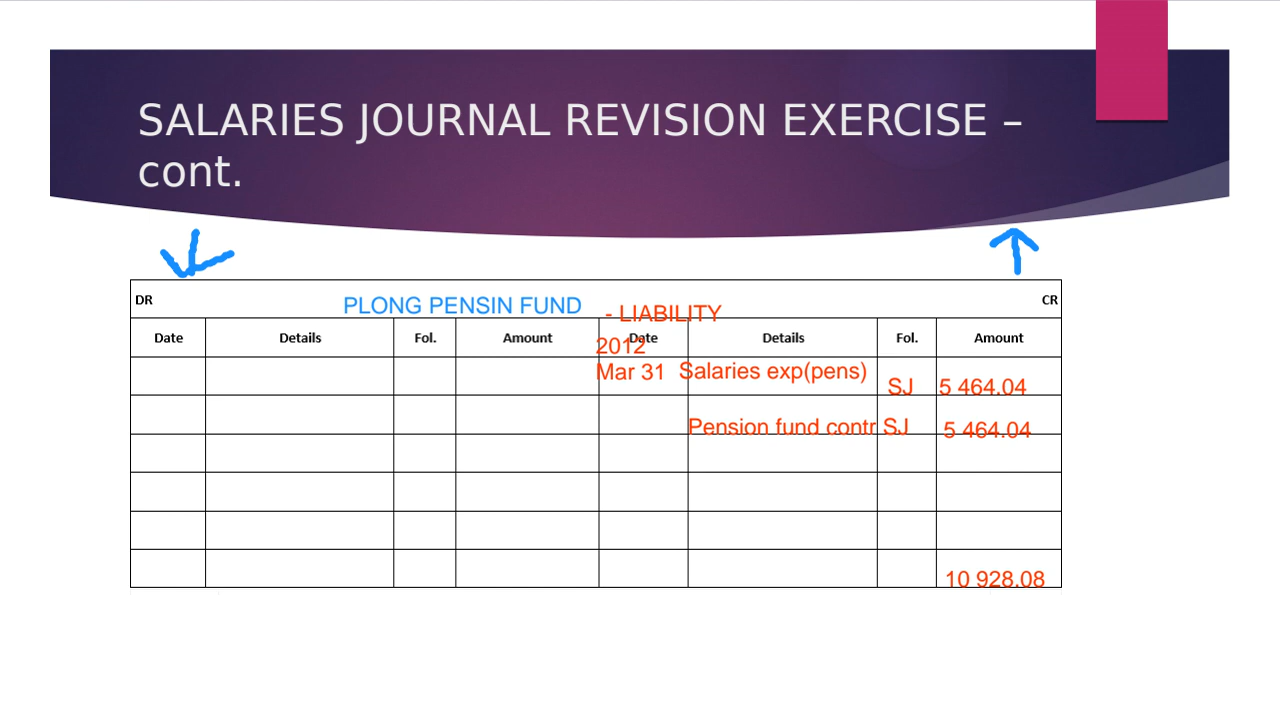 SALARIES JOURNAL REVISION EXERCISE –
cont.
DR PLONG PENSIN FUND - LIABILITY CR
Date Details Fol. Amount Date Details Fol. Amount
2012
Mar 31 Salaries exp(pens) SJ 5 464.04
Pension fund contr SJ 5 464.04
10 928.08